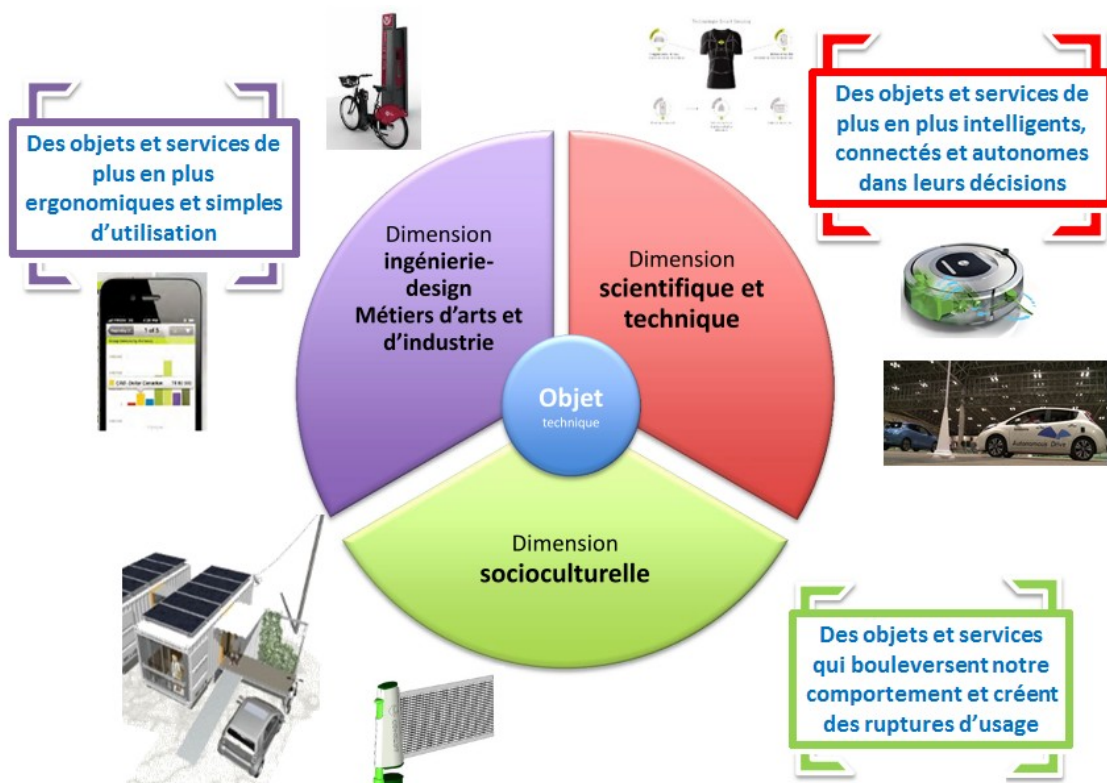 Des objets et services de
plus en plus
ergonomiques et simples
d'utilisation
Des objets et services de
plus en plus intelligents,
connectés et autonomes
dans leurs décisions
Dimension
ingénierie-
design
Métiers d'arts et
d'industrie
Dimension
scientifique et
technique
Objet
technique
Dimension
socioculturelle
Des objets et services
qui bouleversent notre
comportement et créent
des ruptures d'usage
1 of 5
Autonomous Drive